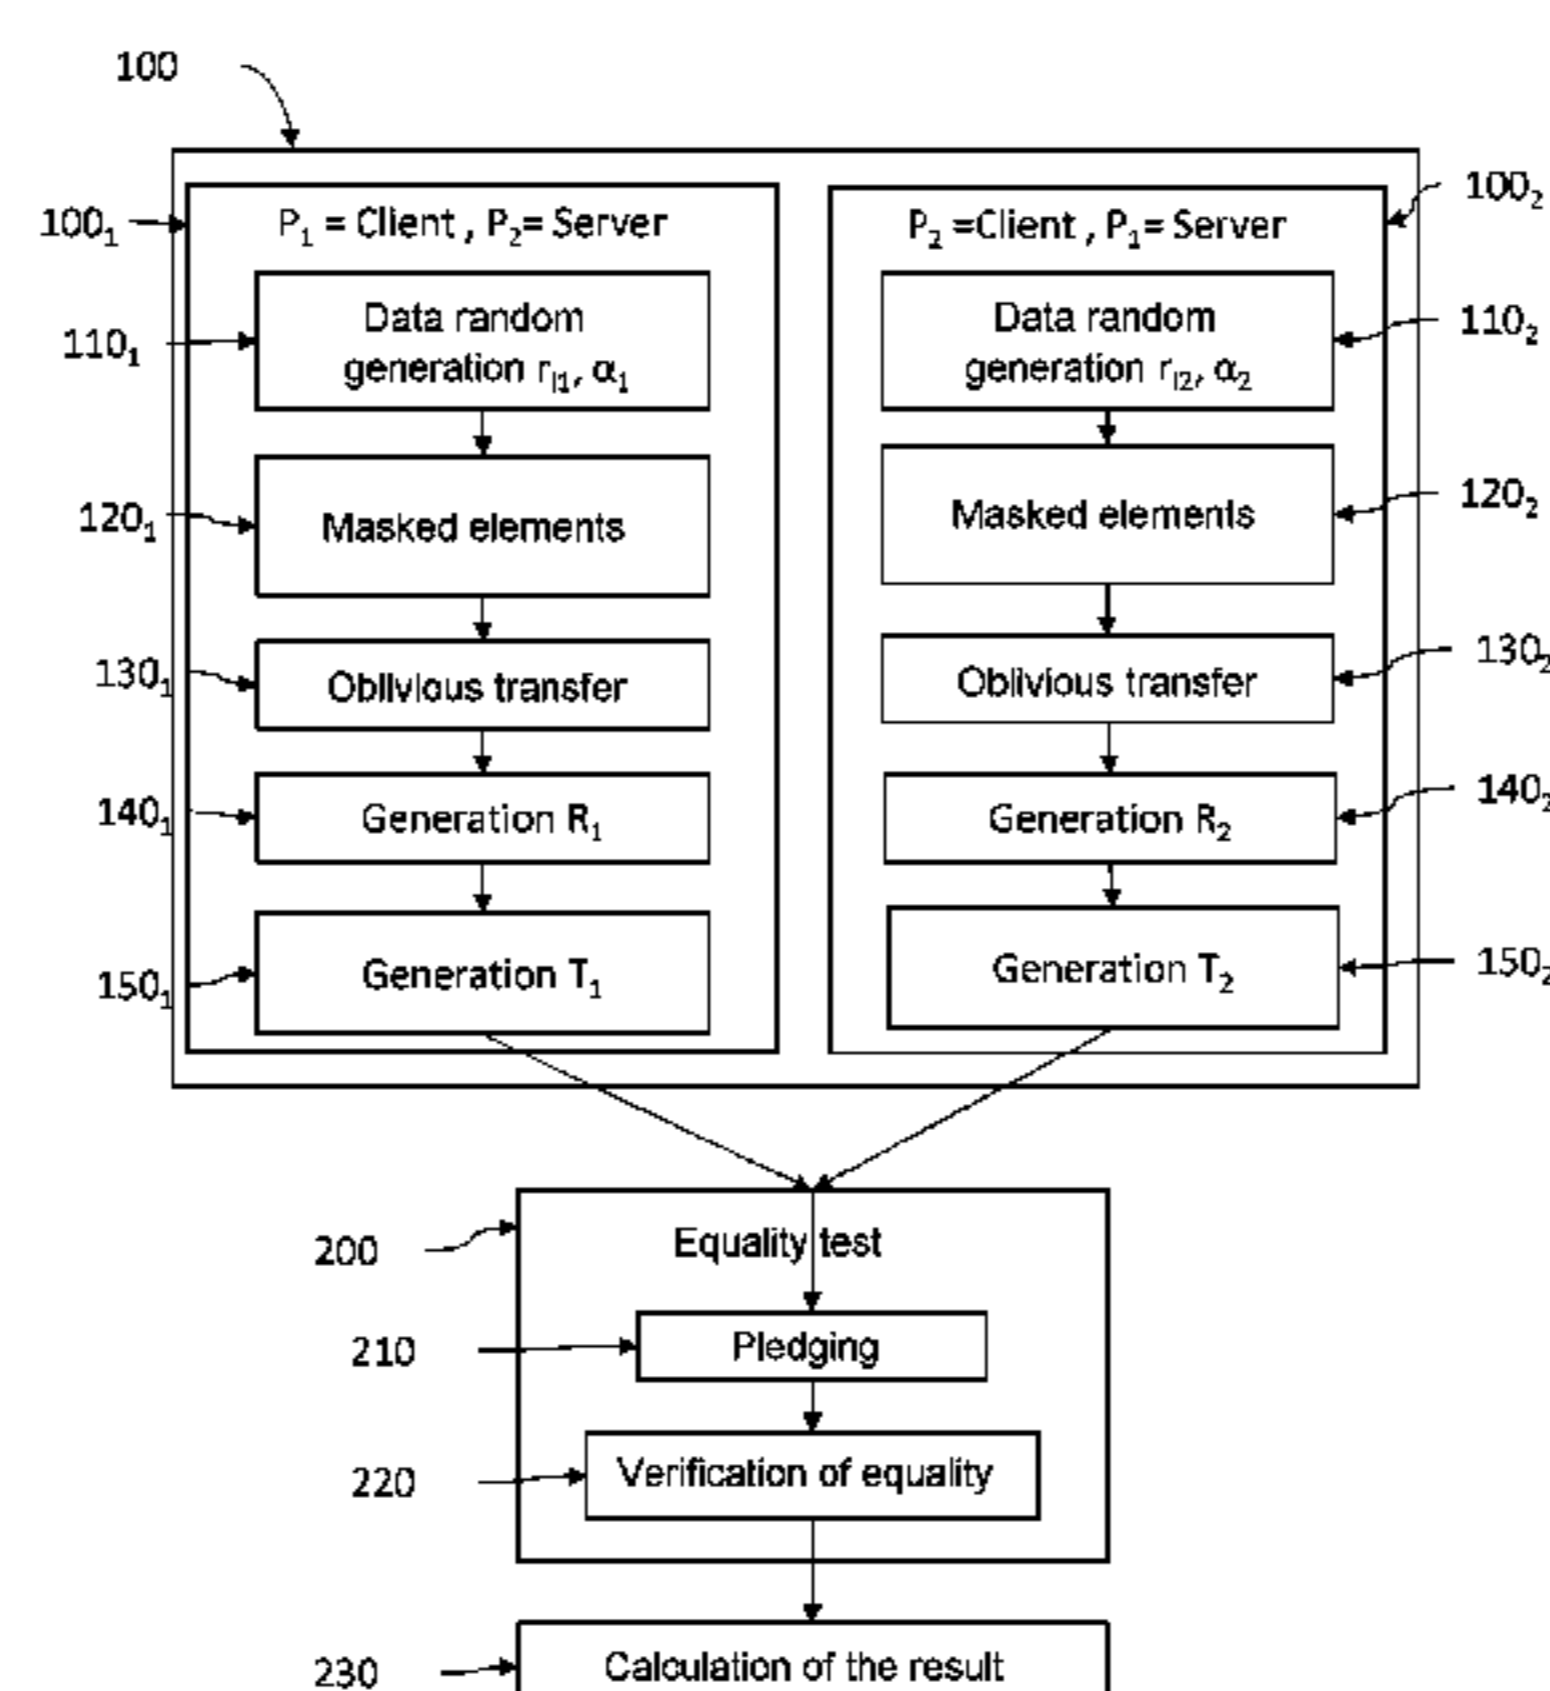 100
100₁
P₁ = Client , P₂= Server
110₁
Data random
generation rᵢ₁, α₁
120₁
Masked elements
130₁
Oblivious transfer
140₁
Generation R₁
150₁
Generation T₁
100₂
P₂ =Client , P₁= Server
110₂
Data random
generation rᵢ₂, α₂
120₂
Masked elements
130₂
Oblivious transfer
140₂
Generation R₂
150₂
Generation T₂
200
Equality test
210
Pledging
220
Verification of equality
230
Calculation of the result